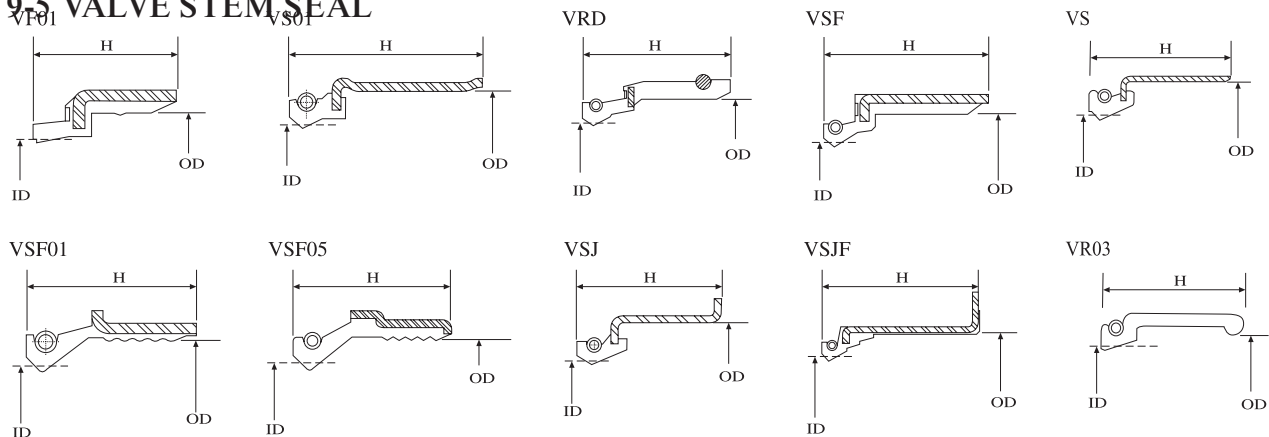 9-5 VALVE STEM SEAL
VF01 VS01 VRD VSF VS
H H H H H
OD OD OD OD OD
ID ID ID ID ID
VSF01 VSF05 VSJ VSJF VR03
H H H H H
OD OD OD OD OD
ID ID ID ID ID